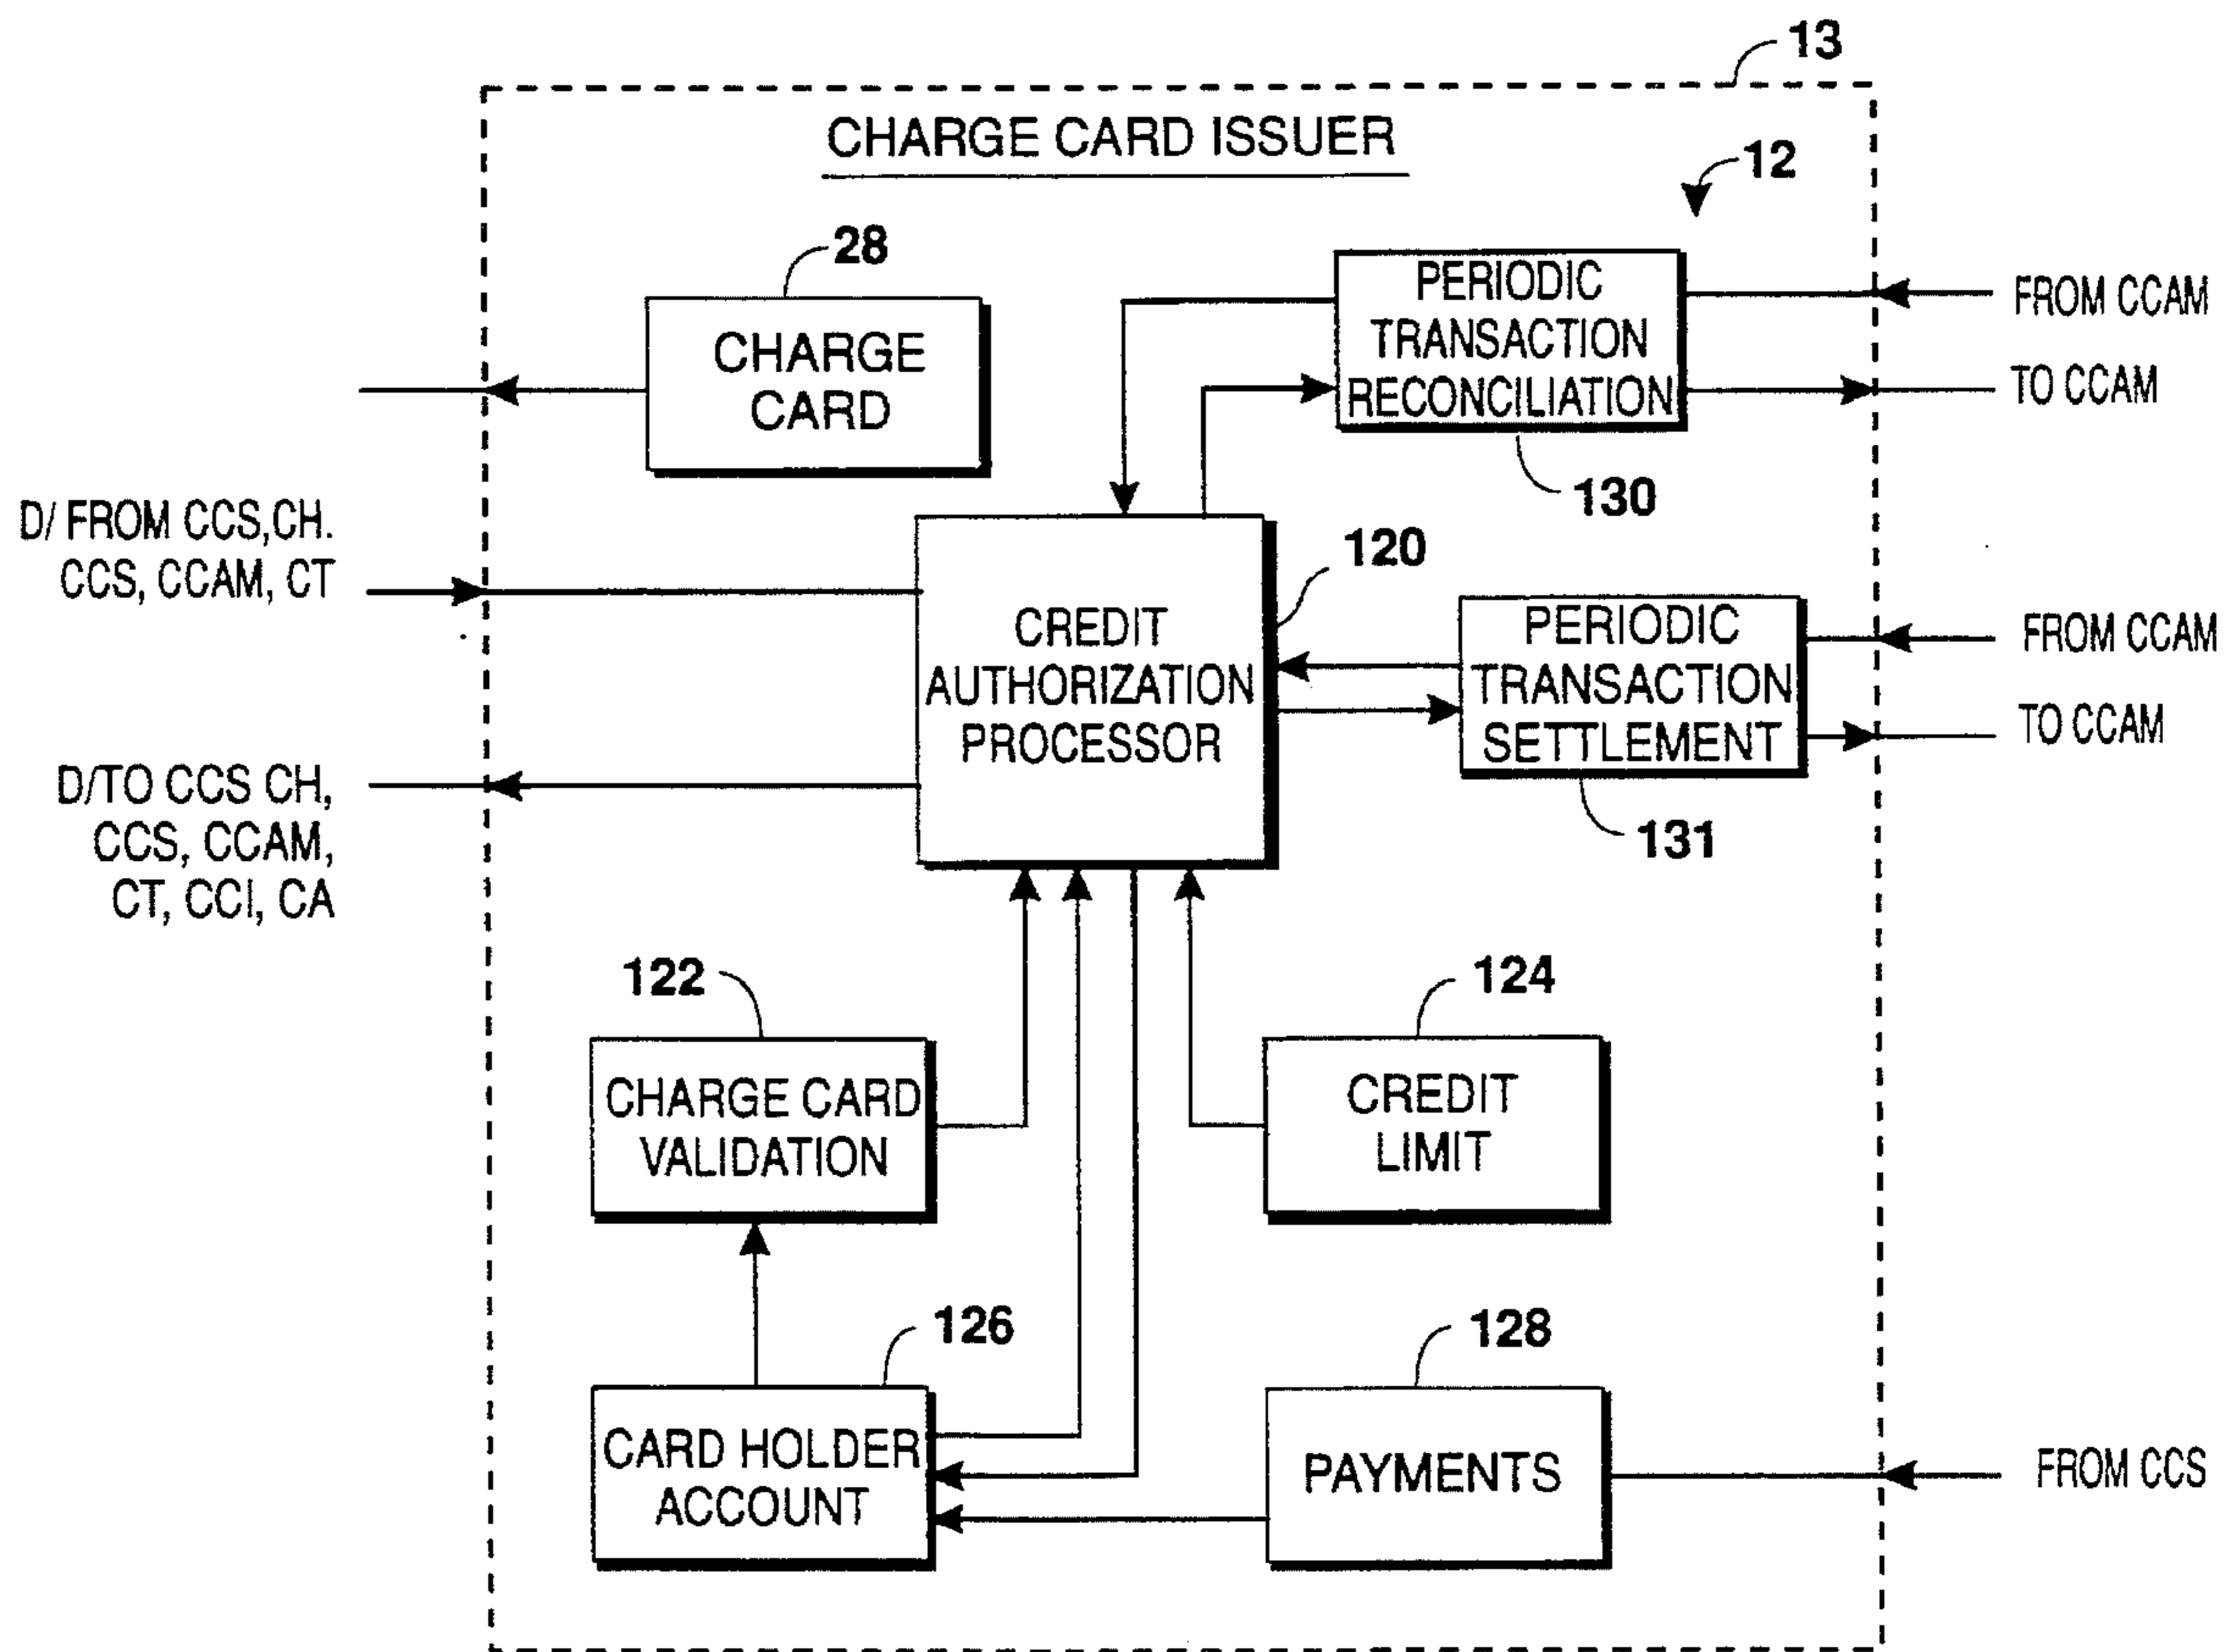 13
CHARGE CARD ISSUER
12
28
CHARGE
CARD
PERIODIC
TRANSACTION
RECONCILIATION
FROM CCAM
TO CCAM
130
D/ FROM CCS,CH.
CCS, CCAM, CT
120
CREDIT
AUTHORIZATION
PROCESSOR
PERIODIC
TRANSACTION
SETTLEMENT
FROM CCAM
TO CCAM
131
D/TO CCS CH,
CCS, CCAM,
CT, CCI, CA
122
CHARGE CARD
VALIDATION
124
CREDIT
LIMIT
126
CARD HOLDER
ACCOUNT
128
PAYMENTS
FROM CCS